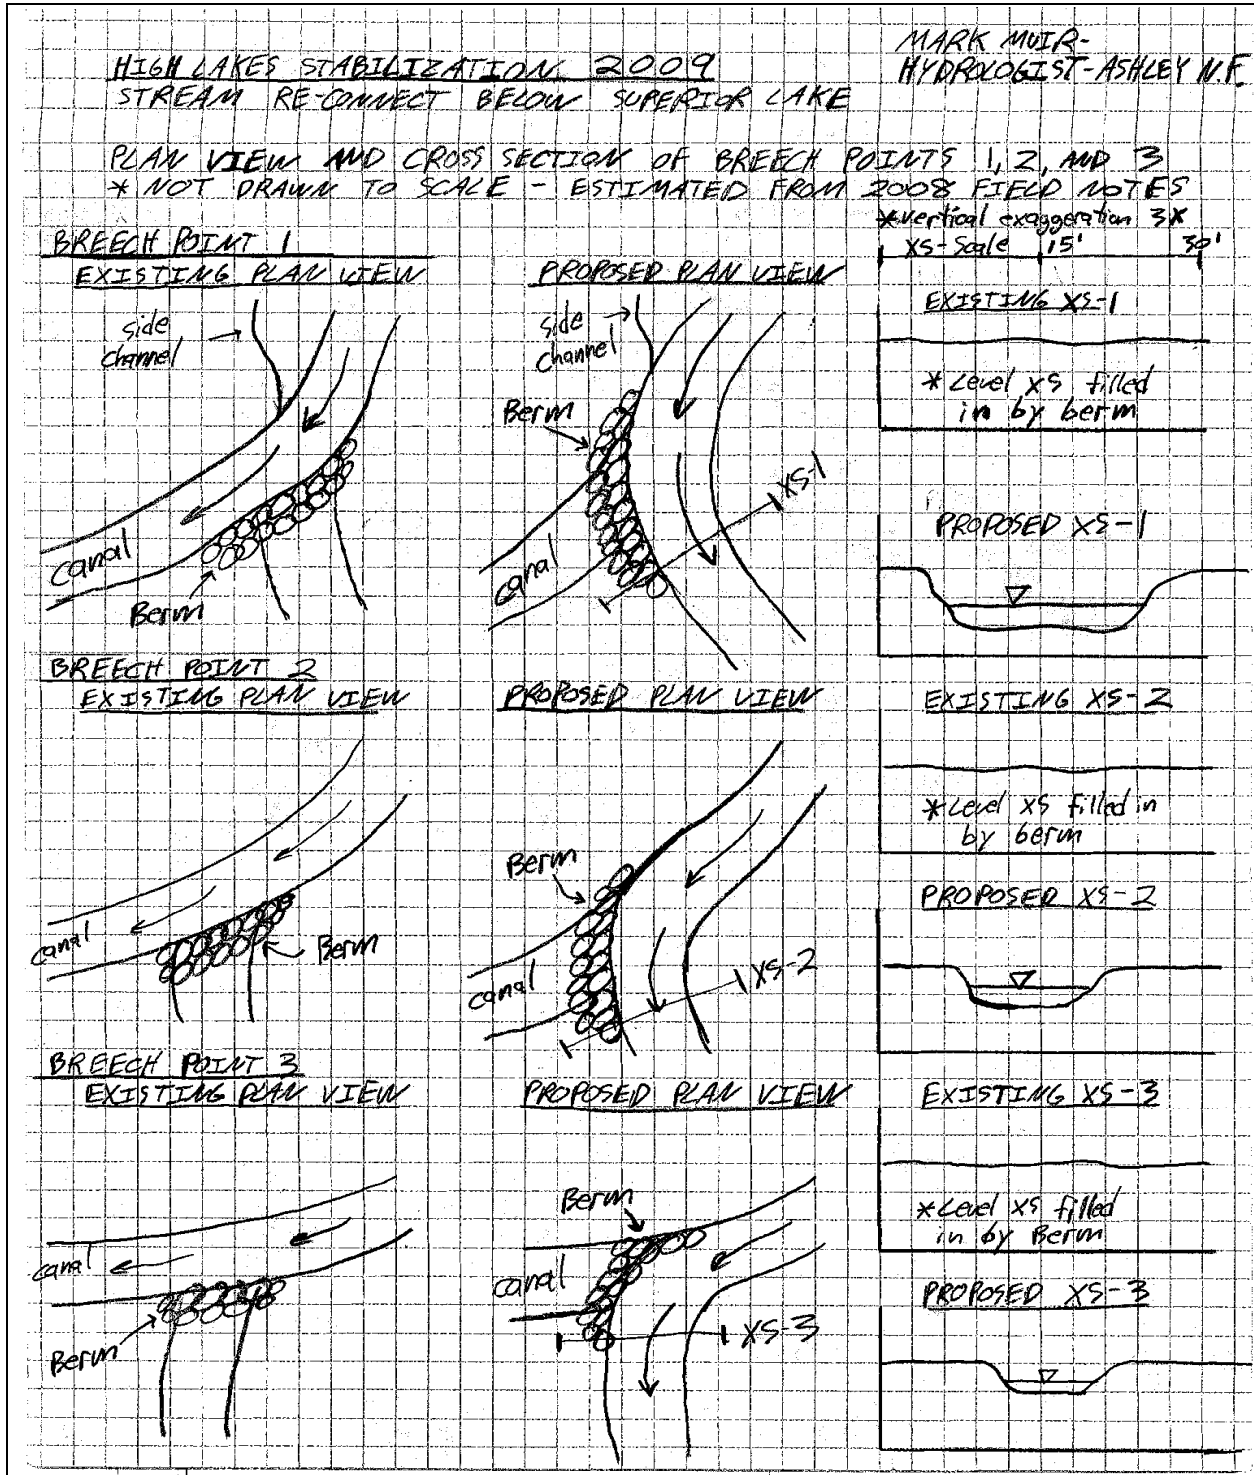 HIGH LAKES STABILIZATION 2009
STREAM RE-CONNECT BELOW SUPERIOR LAKE
MARK MUIR-
HYDROLOGIST-ASHLEY N.F.
PLAN VIEW AND CROSS SECTION OF BREECH POINTS 1, 2, AND 3
* NOT DRAWN TO SCALE - ESTIMATED FROM 2008 FIELD NOTES
*vertical exaggeration 3X
XS-Scale 15' 30'
BREECH POINT 1
EXISTING PLAN VIEW
side
channel
canal
Berm
PROPOSED PLAN VIEW
side
channel
Berm
XS-1
canal
EXISTING XS-1
*Level XS filled
in by berm
PROPOSED XS-1
BREECH POINT 2
EXISTING PLAN VIEW
canal
Berm
PROPOSED PLAN VIEW
Berm
canal
XS-2
EXISTING XS-2
*Level XS filled in
by berm
PROPOSED XS-2
BREECH POINT 3
EXISTING PLAN VIEW
canal
Berm
PROPOSED PLAN VIEW
Berm
canal
XS-3
EXISTING XS-3
*Level XS filled
in by Berm
PROPOSED XS-3